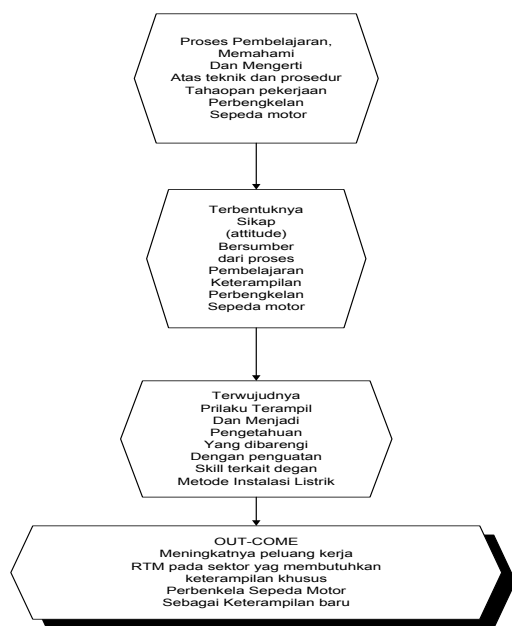 Proses Pembelajaran,
Memahami
Dan Mengerti
Atas teknik dan prosedur
Tahaopan pekerjaan
Perbengkelan
Sepeda motor
Terbentuknya
Sikap
(attitude)
Bersumber
dari proses
Pembelajaran
Keterampilan
Perbengkelan
Sepeda motor
Terwujudnya
Prilaku Terampil
Dan Menjadi
Pengetahuan
Yang dibarengi
Dengan penguatan
Skill terkait degan
Metode Instalasi Listrik
OUT-COME
Meningkatnya peluang kerja
RTM pada sektor yag membutuhkan
keterampilan khusus
Perbenkela Sepeda Motor
Sebagai Keterampilan baru